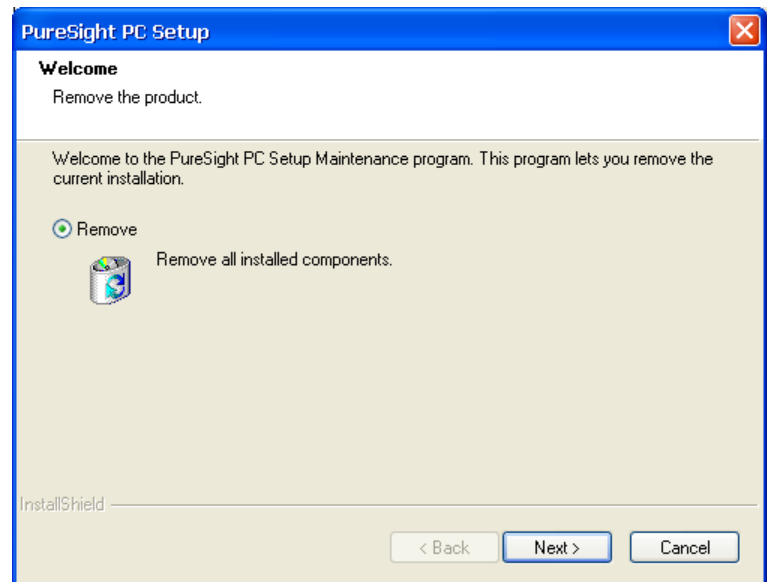 PureSight PC Setup
Welcome
Remove the product.
Welcome to the PureSight PC Setup Maintenance program. This program lets you remove the
current installation.
Remove
Remove all installed components.
InstallShield
< Back Next > Cancel